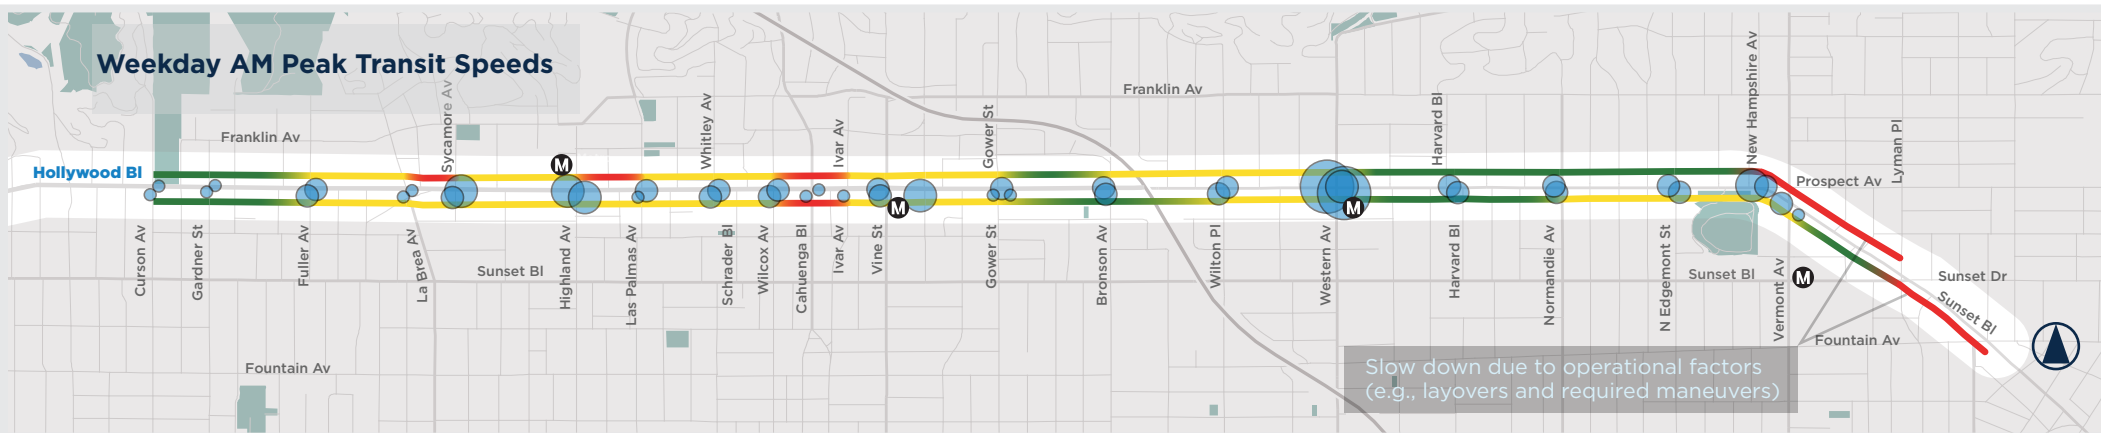 Weekday AM Peak Transit Speeds
Franklin Av
Franklin Av
Hollywood Bl
Sycamore Av
M
Whitley Av
Ivar Av
Gower St
Harvard Bl
New Hampshire Av
Prospect Av
Lyman Pl
M
M
Curson Av
Gardner St
Fuller Av
La Brea Av
Sunset Bl
Highland Av
Las Palmas Av
Schrader Bl
Wilcox Av
Cahuenga Bl
Ivar Av
Vine St
Gower St
Bronson Av
Wilton Pl
Western Av
Harvard Bl
Normandie Av
N Edgemont St
Sunset Bl
Vermont Av
M
Sunset Dr
Sunset Bl
Fountain Av
Fountain Av
Slow down due to operational factors
(e.g., layovers and required maneuvers)